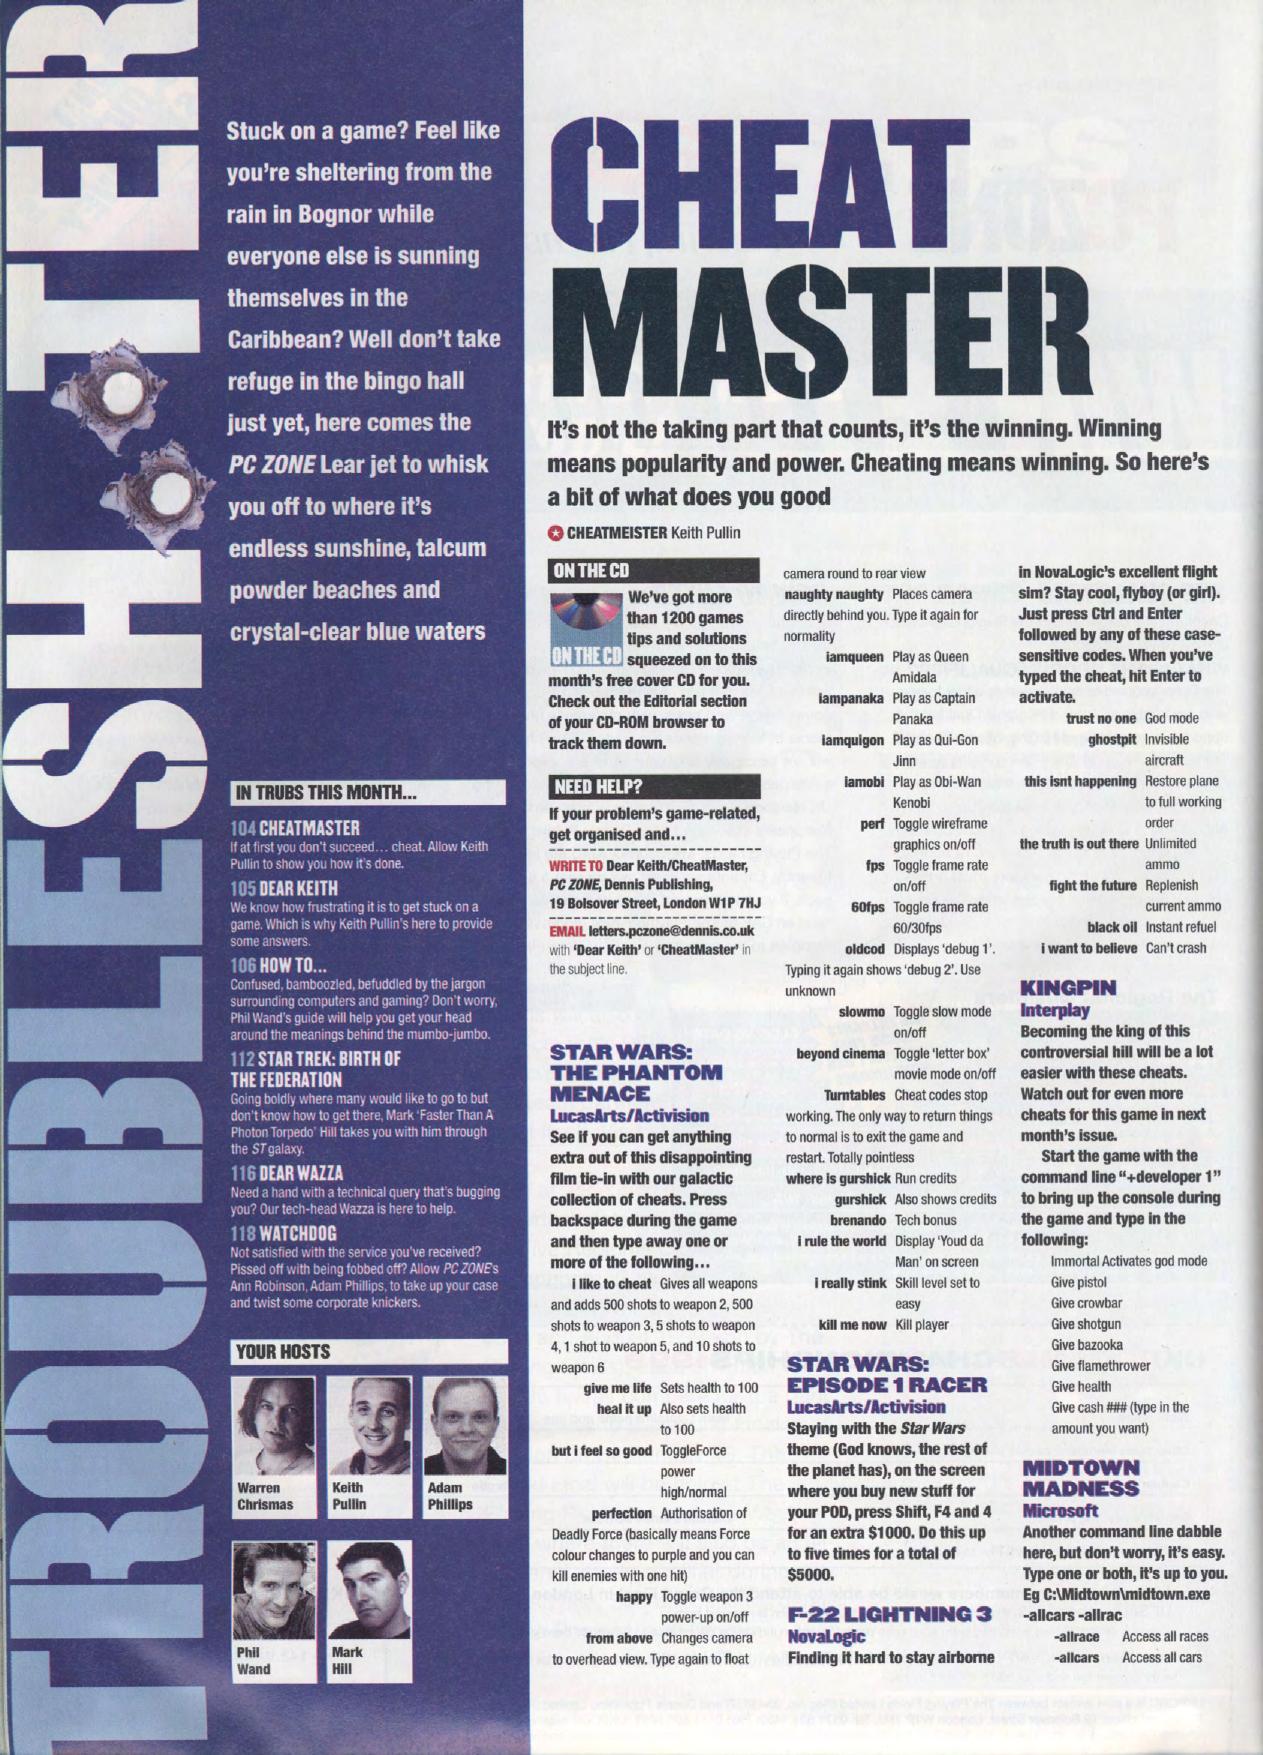 TROUBLESHOOTER
Stuck on a game? Feel like
you're sheltering from the
rain in Bognor while
everyone else is sunning
themselves in the
Caribbean? Well don't take
refuge in the bingo hall
just yet, here comes the
PC ZONE Lear jet to whisk
you off to where it's
endless sunshine, talcum
powder beaches and
crystal-clear blue waters
IN TRUBS THIS MONTH...
104 CHEATMASTER
If at first you don't succeed... cheat. Allow Keith
Pullin to show you how it's done.
105 DEAR KEITH
We know how frustrating it is to get stuck on a
game. Which is why Keith Pullin's here to provide
some answers.
106 HOW TO...
Confused, bamboozled, befuddled by the jargon
surrounding computers and gaming? Don't worry,
Phil Wand's guide will help you get your head
around the meanings behind the mumbo-jumbo.
112 STAR TREK: BIRTH OF
THE FEDERATION
Going boldly where many would like to go to but
don't know how to get there, Mark 'Faster Than A
Photon Torpedo' Hill takes you with him through
the ST galaxy.
116 DEAR WAZZA
Need a hand with a technical query that's bugging
you? Our tech-head Wazza is here to help.
118 WATCHDOG
Not satisfied with the service you've received?
Pissed off with being fobbed off? Allow PC ZONE's
Ann Robinson, Adam Phillips, to take up your case
and twist some corporate knickers.
YOUR HOSTS
Warren
Chrismas
Keith
Pullin
Adam
Phillips
Phil
Wand
Mark
Hill
CHEAT
MASTER
It's not the taking part that counts, it's the winning. Winning
means popularity and power. Cheating means winning. So here's
a bit of what does you good
CHEATMEISTER Keith Pullin
ON THE CD
ON THE CD
We've got more
than 1200 games
tips and solutions
squeezed on to this
month's free cover CD for you.
Check out the Editorial section
of your CD-ROM browser to
track them down.
NEED HELP?
If your problem's game-related,
get organised and...
WRITE TO Dear Keith/CheatMaster,
PC ZONE, Dennis Publishing,
19 Bolsover Street, London W1P 7HJ
EMAIL letters.pczone@dennis.co.uk
with 'Dear Keith' or 'CheatMaster' in
the subject line.
STAR WARS:
THE PHANTOM
MENACE
LucasArts/Activision
See if you can get anything
extra out of this disappointing
film tie-in with our galactic
collection of cheats. Press
backspace during the game
and then type away one or
more of the following...
i like to cheat Gives all weapons
and adds 500 shots to weapon 2, 500
shots to weapon 3, 5 shots to weapon
4, 1 shot to weapon 5, and 10 shots to
weapon 6
give me life Sets health to 100
heal it up Also sets health
to 100
but i feel so good ToggleForce
power
high/normal
perfection Authorisation of
Deadly Force (basically means Force
colour changes to purple and you can
kill enemies with one hit)
happy Toggle weapon 3
power-up on/off
from above Changes camera
to overhead view. Type again to float
camera round to rear view
naughty naughty Places camera
directly behind you. Type it again for
normality
iamqueen Play as Queen
Amidala
iampanaka Play as Captain
Panaka
iamquigon Play as Qui-Gon
Jinn
iamobi Play as Obi-Wan
Kenobi
perf Toggle wireframe
graphics on/off
fps Toggle frame rate
on/off
60fps Toggle frame rate
60/30fps
oldcod Displays 'debug 1'.
Typing it again shows 'debug 2'. Use
unknown
slowmo Toggle slow mode
on/off
beyond cinema Toggle 'letter box'
movie mode on/off
Turntables Cheat codes stop
working. The only way to return things
to normal is to exit the game and
restart. Totally pointless
where is gurshick Run credits
gurshick Also shows credits
brenando Tech bonus
i rule the world Display 'Youd da
Man' on screen
i really stink Skill level set to
easy
kill me now Kill player
STAR WARS:
EPISODE 1 RACER
LucasArts/Activision
Staying with the Star Wars
theme (God knows, the rest of
the planet has), on the screen
where you buy new stuff for
your POD, press Shift, F4 and 4
for an extra $1000. Do this up
to five times for a total of
$5000.
F-22 LIGHTNING 3
NovaLogic
Finding it hard to stay airborne
in NovaLogic's excellent flight
sim? Stay cool, flyboy (or girl).
Just press Ctrl and Enter
followed by any of these case-
sensitive codes. When you've
typed the cheat, hit Enter to
activate.
trust no one God mode
ghostpit Invisible
aircraft
this isnt happening Restore plane
to full working
order
the truth is out there Unlimited
ammo
fight the future Replenish
current ammo
black oil Instant refuel
i want to believe Can't crash
KINGPIN
Interplay
Becoming the king of this
controversial hill will be a lot
easier with these cheats.
Watch out for even more
cheats for this game in next
month's issue.
Start the game with the
command line "+developer 1"
to bring up the console during
the game and type in the
following:
Immortal Activates god mode
Give pistol
Give crowbar
Give shotgun
Give bazooka
Give flamethrower
Give health
Give cash ### (type in the
amount you want)
MIDTOWN
MADNESS
Microsoft
Another command line dabble
here, but don't worry, it's easy.
Type one or both, it's up to you.
Eg C:\Midtown\midtown.exe
-allcars -allrac
-allrace Access all races
-allcars Access all cars